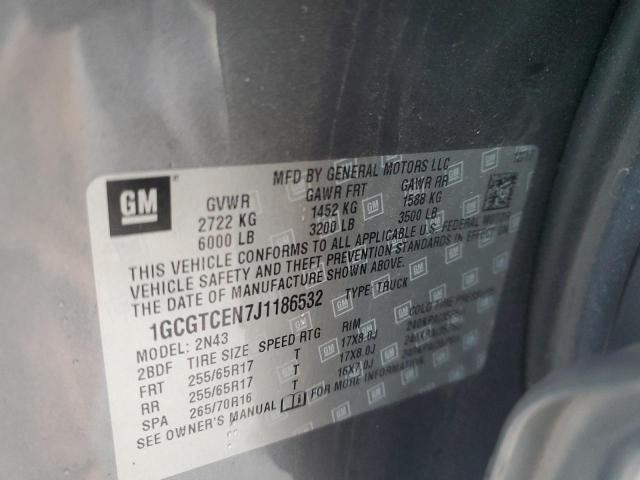 MFD BY GENERAL MOTORS LLC
GM
GVWR GAWR FRT GAWR RR
2722 KG 1452 KG 1588 KG
6000 LB 3200 LB 3500 LB
THIS VEHICLE CONFORMS TO ALL APPLICABLE U.S. FEDERAL MOTOR
VEHICLE SAFETY AND THEFT PREVENTION STANDARDS IN EFFECT ON
THE DATE OF MANUFACTURE SHOWN ABOVE.
1GCGTCEN7J1186532 TYPE: TRUCK
MODEL: 2N43
2BDF TIRE SIZE SPEED RTG RIM COLD TIRE PRESSURE
FRT 255/65R17 T 17X8.0J
RR 255/65R17 T 17X8.0J
SPA 265/70R16 T 16X7.0J
SEE OWNER'S MANUAL FOR MORE INFORMATION.